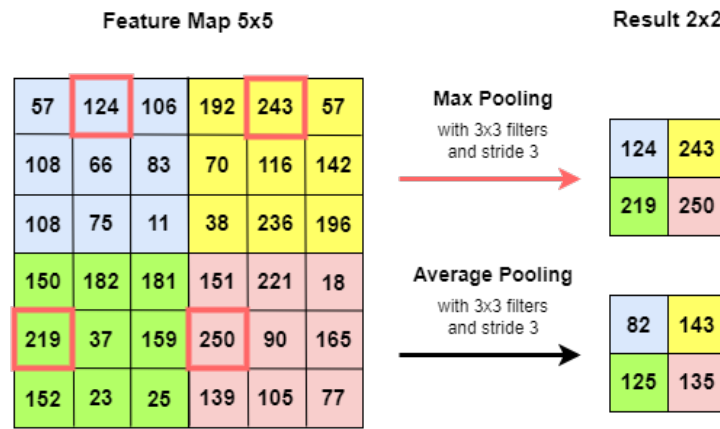 Feature Map 5x5
Result 2x2
57 124 106 192 243 57
108 66 83 70 116 142
108 75 11 38 236 196
150 182 181 151 221 18
219 37 159 250 90 165
152 23 25 139 105 77
Max Pooling
with 3x3 filters
and stride 3
124 243
219 250
Average Pooling
with 3x3 filters
and stride 3
82 143
125 135